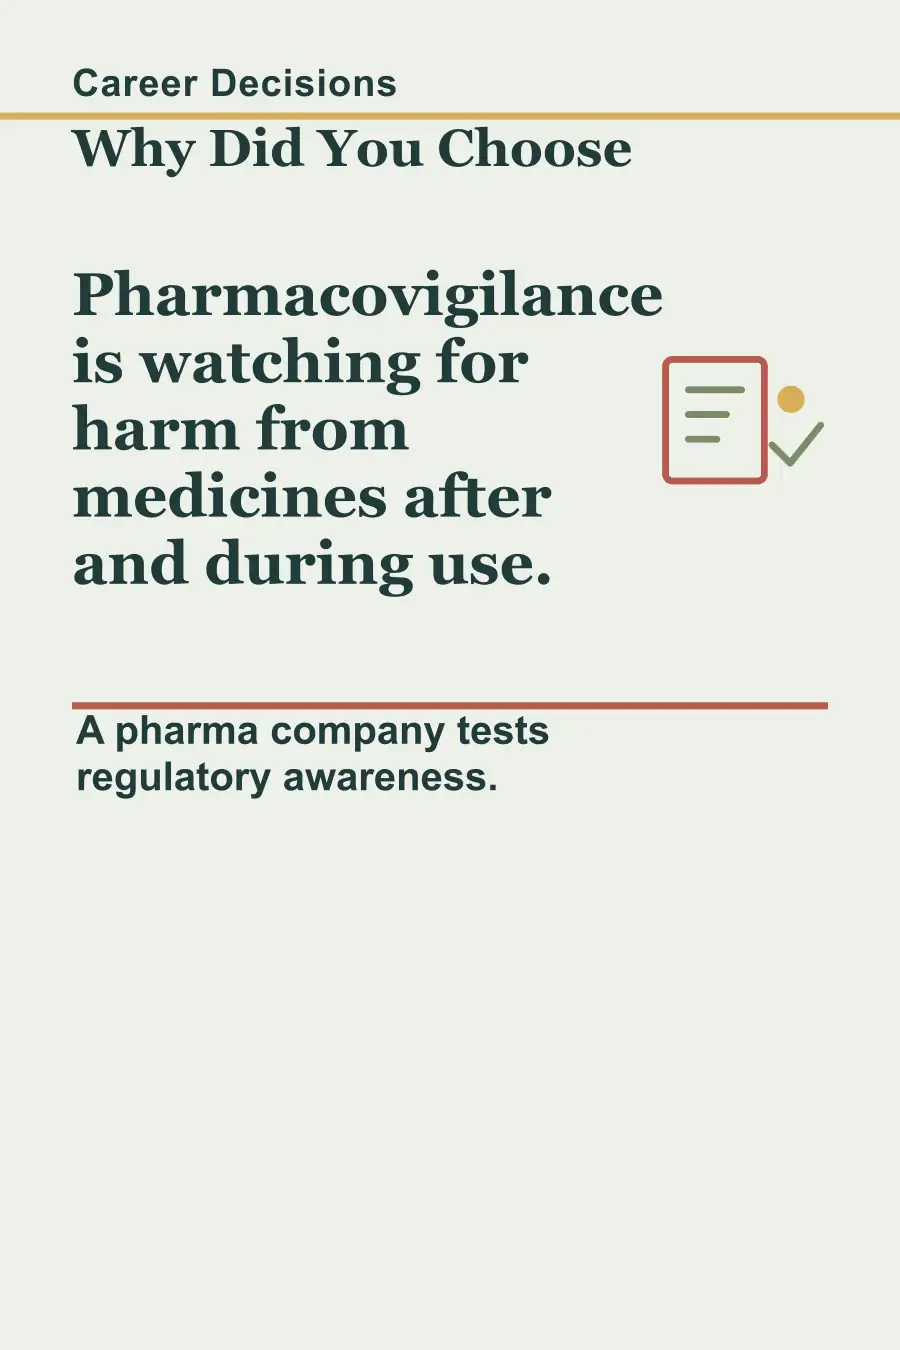 Career Decisions
Why Did You Choose
Pharmacovigilance
is watching for
harm from
medicines after
and during use.
A pharma company tests
regulatory awareness.